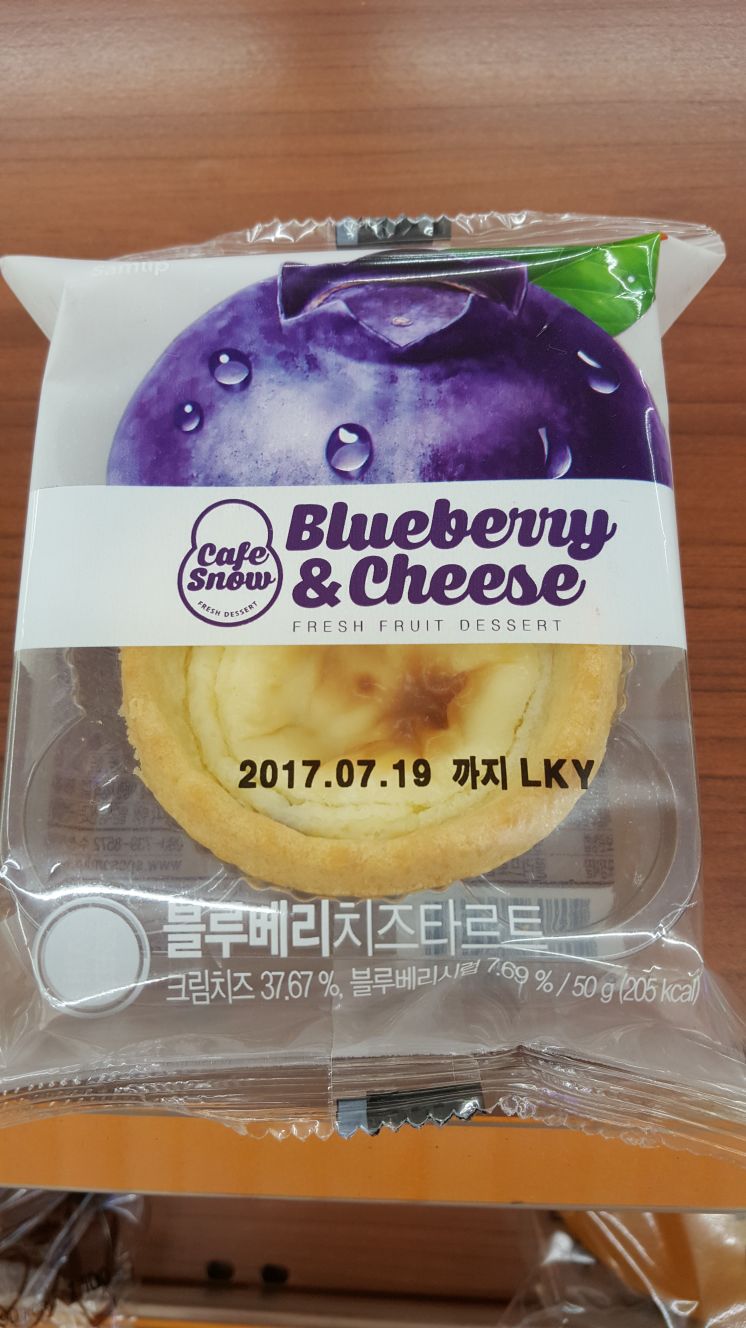 samlip
Cafe
Snow
FRESH DESSERT
Blueberry
& Cheese
FRESH FRUIT DESSERT
2017.07.19 까지 LKY
블루베리치즈타르트
크림치즈 37.67 %, 블루베리시럽 7.69 % / 50 g (205 kcal)